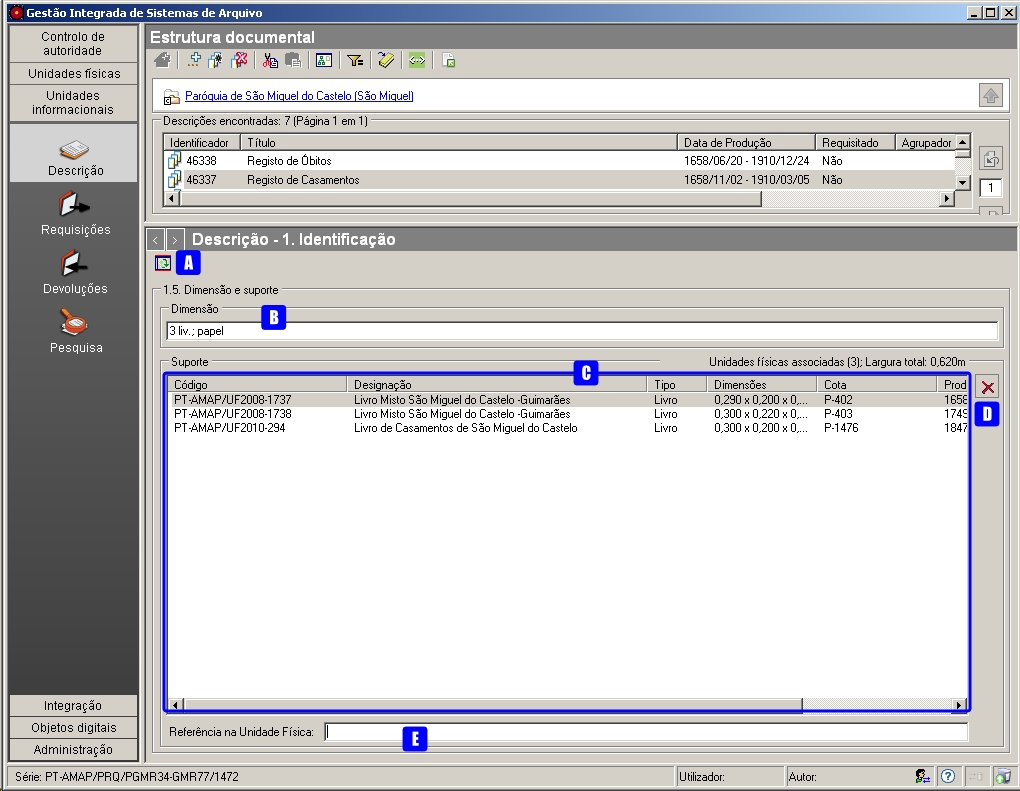 Gestão Integrada de Sistemas de Arquivo
Controlo de
autoridade
Unidades físicas
Unidades
informacionais
Descrição
Requisições
Devoluções
Pesquisa
Integração
Objetos digitais
Administração
Estrutura documental
Paróquia de São Miguel do Castelo (São Miguel)
Descrições encontradas: 7 (Página 1 em 1)
Identificador Título Data de Produção Requisitado Agrupador
46338 Registo de Óbitos 1658/06/20 - 1910/12/24 Não
46337 Registo de Casamentos 1658/11/02 - 1910/03/05 Não
1
< > Descrição - 1. Identificação
A
1.5. Dimensão e suporte
Dimensão
B
3 liv.; papel
Suporte Unidades físicas associadas (3); Largura total: 0,620m
C
Código Designação Tipo Dimensões Cota Prod
PT-AMAP/UF2008-1737 Livro Misto São Miguel do Castelo -Guimarães Livro 0,290 x 0,200 x 0,... P-402 1658
PT-AMAP/UF2008-1738 Livro Misto São Miguel do Castelo -Guimarães Livro 0,300 x 0,220 x 0,... P-403 1749
PT-AMAP/UF2010-294 Livro de Casamentos de São Miguel do Castelo Livro 0,300 x 0,200 x 0,... P-1476 1847
D
Referência na Unidade Física:
E
Série: PT-AMAP/PRQ/PGMR34-GMR77/1472 Utilizador: Autor: